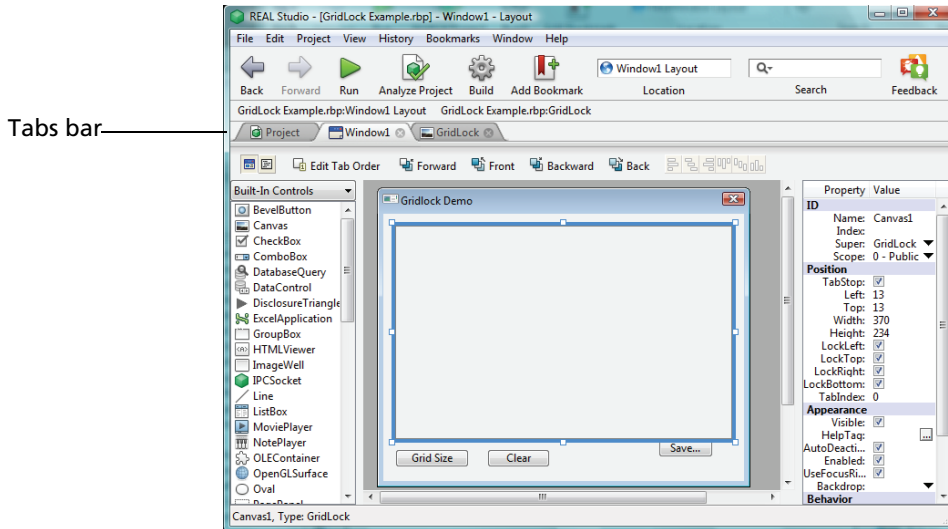 REAL Studio - [GridLock Example.rbp] - Window1 - Layout
File Edit Project View History Bookmarks Window Help
Window1 Layout
Back Forward Run Analyze Project Build Add Bookmark Location Search Feedback
GridLock Example.rbp:Window1 Layout GridLock Example.rbp:GridLock
Tabs bar
Project Window1 GridLock
Edit Tab Order Forward Front Backward Back
Built-In Controls
BevelButton
Canvas
CheckBox
ComboBox
DatabaseQuery
DataControl
DisclosureTriangle
ExcelApplication
GroupBox
HTMLViewer
ImageWell
IPCSocket
Line
ListBox
MoviePlayer
NotePlayer
OLEContainer
OpenGLSurface
Oval
Gridlock Demo
Grid Size Clear Save...
Property Value
ID
Name: Canvas1
Index:
Super: GridLock
Scope: 0 - Public
Position
TabStop:
Left: 13
Top: 13
Width: 370
Height: 234
LockLeft:
LockTop:
LockRight:
LockBottom:
TabIndex: 0
Appearance
Visible:
HelpTag: ...
AutoDeacti...
Enabled:
UseFocusRi...
Backdrop:
Behavior
Canvas1, Type: GridLock